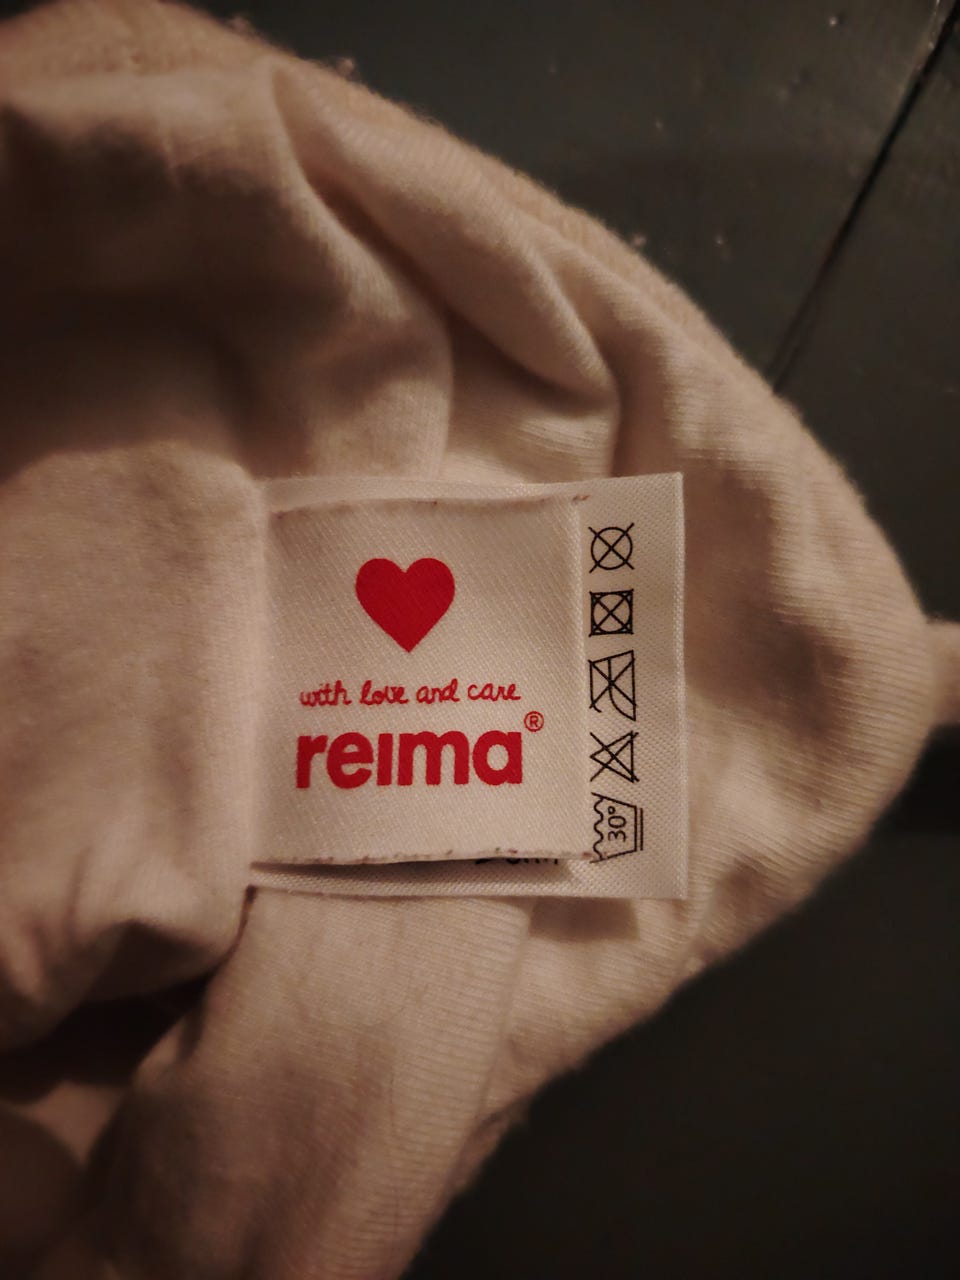 with love and care
reima®
30°